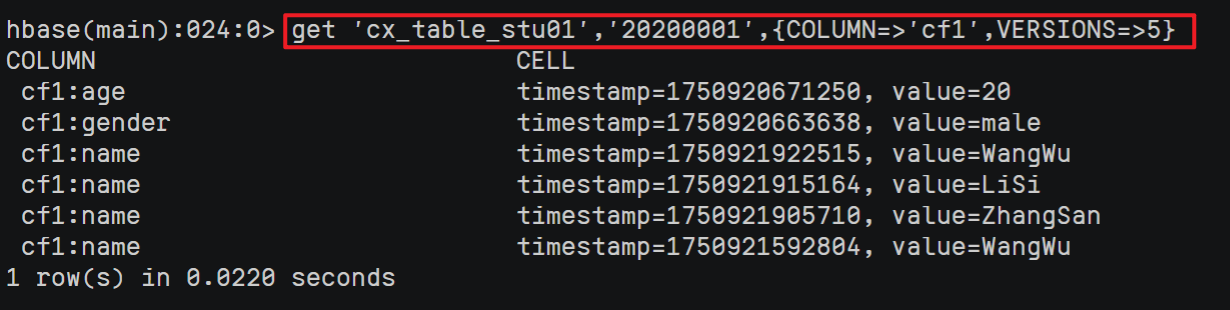 hbase(main):024:0> get 'cx_table_stu01','20200001',{COLUMN=>'cf1',VERSIONS=>5}
COLUMN CELL
cf1:age timestamp=1750920671250, value=20
cf1:gender timestamp=1750920663638, value=male
cf1:name timestamp=1750921922515, value=WangWu
cf1:name timestamp=1750921915164, value=LiSi
cf1:name timestamp=1750921905710, value=ZhangSan
cf1:name timestamp=1750921592804, value=WangWu
1 row(s) in 0.0220 seconds